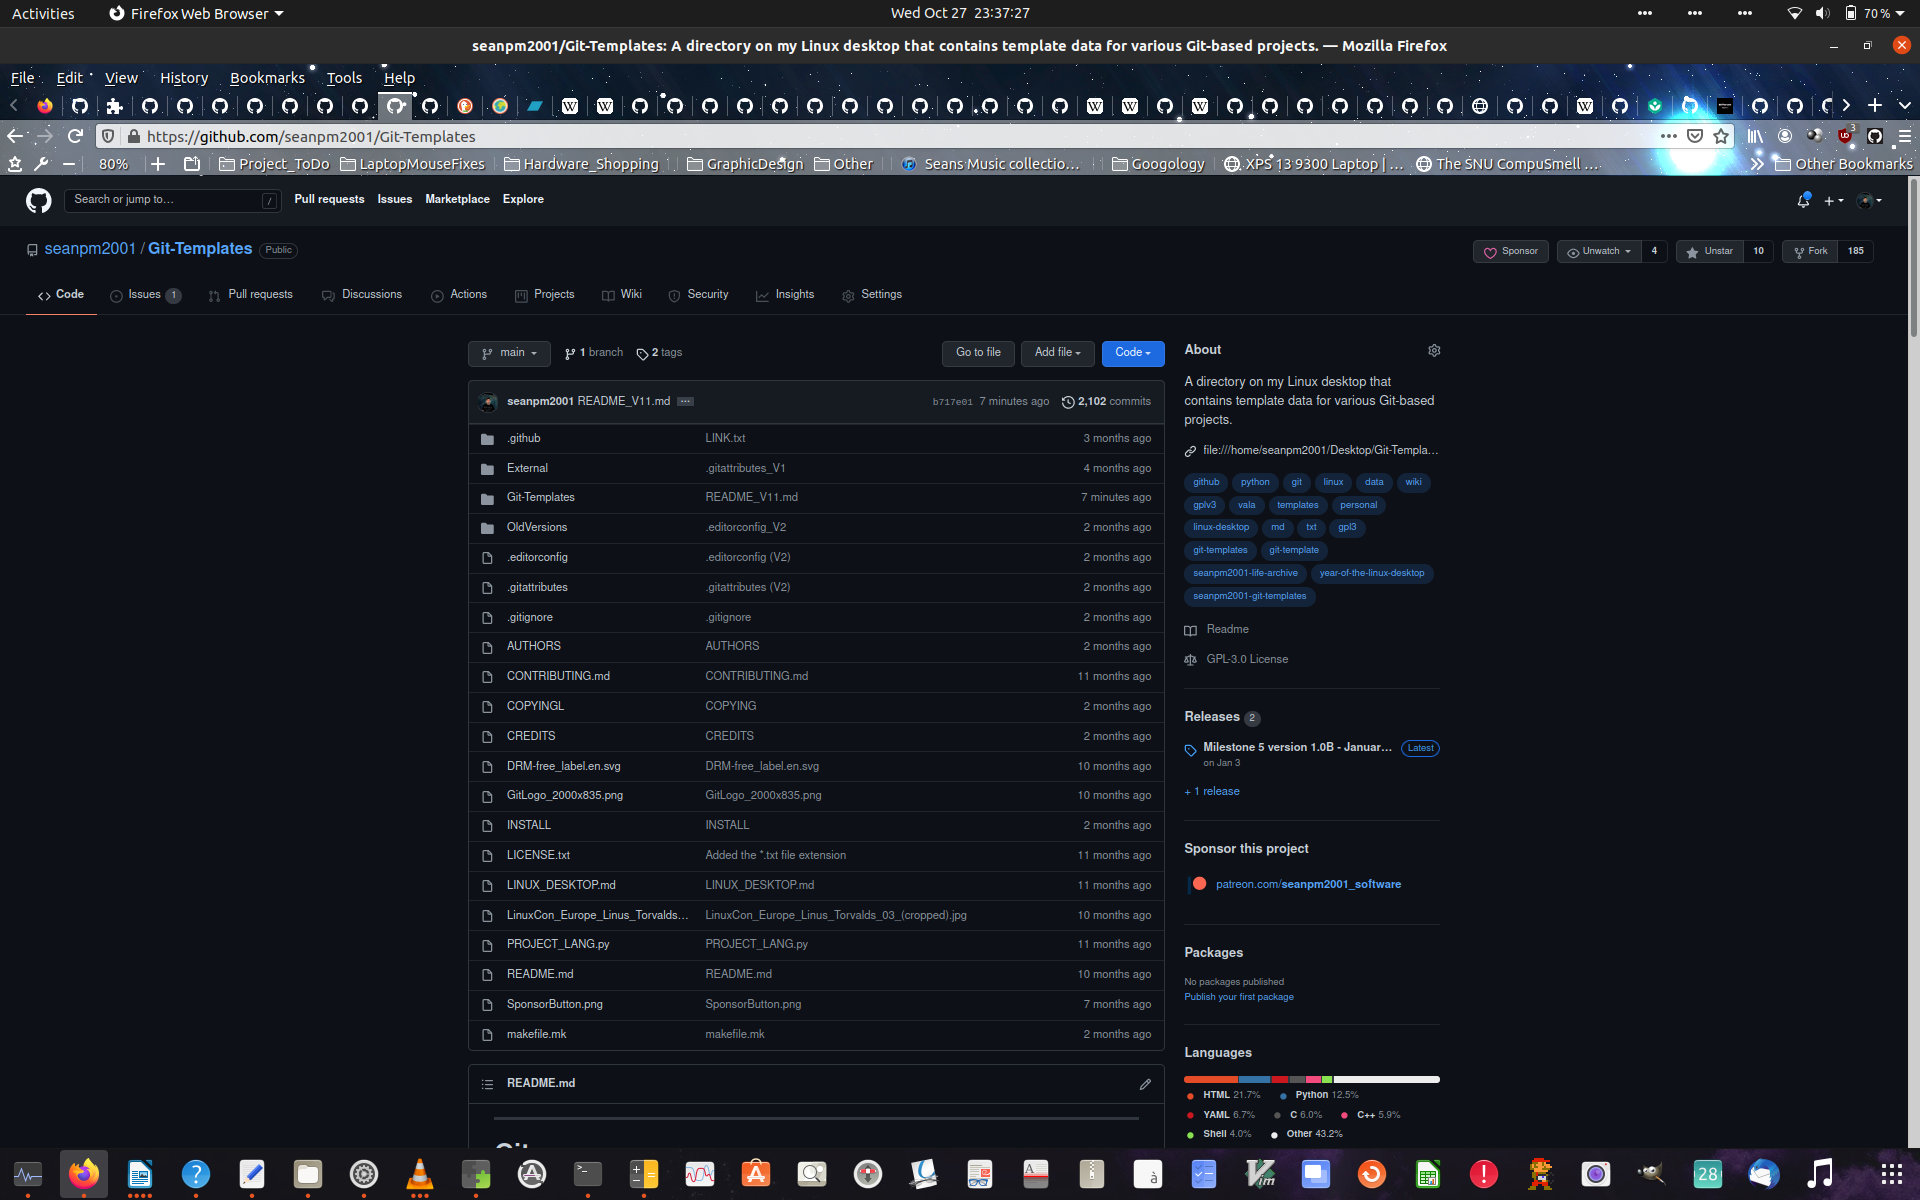 Activities Firefox Web Browser Wed Oct 27 23:37:27 70 %
seanpm2001/Git-Templates: A directory on my Linux desktop that contains template data for various Git-based projects. — Mozilla Firefox
File Edit View History Bookmarks Tools Help
https://github.com/seanpm2001/Git-Templates 3
80% Project_ToDo LaptopMouseFixes Hardware_Shopping GraphicDesign Other Seans Music collectio… Googology XPS 13 9300 Laptop | … The SNU CompuSmell … Other Bookmarks
Search or jump to… / Pull requests Issues Marketplace Explore
seanpm2001 / Git-Templates Public Sponsor Unwatch 4 Unstar 10 Fork 185
Code Issues 1 Pull requests Discussions Actions Projects Wiki Security Insights Settings
main 1 branch 2 tags Go to file Add file Code
seanpm2001 README_V11.md ... b717e01 7 minutes ago 2,102 commits
.github LINK.txt 3 months ago
External .gitattributes_V1 4 months ago
Git-Templates README_V11.md 7 minutes ago
OldVersions .editorconfig_V2 2 months ago
.editorconfig .editorconfig (V2) 2 months ago
.gitattributes .gitattributes (V2) 2 months ago
.gitignore .gitignore 2 months ago
AUTHORS AUTHORS 2 months ago
CONTRIBUTING.md CONTRIBUTING.md 11 months ago
COPYINGL COPYING 2 months ago
CREDITS CREDITS 2 months ago
DRM-free_label.en.svg DRM-free_label.en.svg 10 months ago
GitLogo_2000x835.png GitLogo_2000x835.png 10 months ago
INSTALL INSTALL 2 months ago
LICENSE.txt Added the *.txt file extension 11 months ago
LINUX_DESKTOP.md LINUX_DESKTOP.md 11 months ago
LinuxCon_Europe_Linus_Torvalds… LinuxCon_Europe_Linus_Torvalds_03_(cropped).jpg 10 months ago
PROJECT_LANG.py PROJECT_LANG.py 11 months ago
README.md README.md 10 months ago
SponsorButton.png SponsorButton.png 7 months ago
makefile.mk makefile.mk 2 months ago
README.md
About
A directory on my Linux desktop that
contains template data for various Git-based
projects.
file:///home/seanpm2001/Desktop/Git-Templa…
github python git linux data wiki
gplv3 vala templates personal
linux-desktop md txt gpl3
git-templates git-template
seanpm2001-life-archive year-of-the-linux-desktop
seanpm2001-git-templates
Readme
GPL-3.0 License
Releases 2
Milestone 5 version 1.0B - Januar… Latest
on Jan 3
+ 1 release
Sponsor this project
patreon.com/seanpm2001_software
Packages
No packages published
Publish your first package
Languages
HTML 21.7% Python 12.5%
YAML 6.7% C 6.0% C++ 5.9%
Shell 4.0% Other 43.2%
28